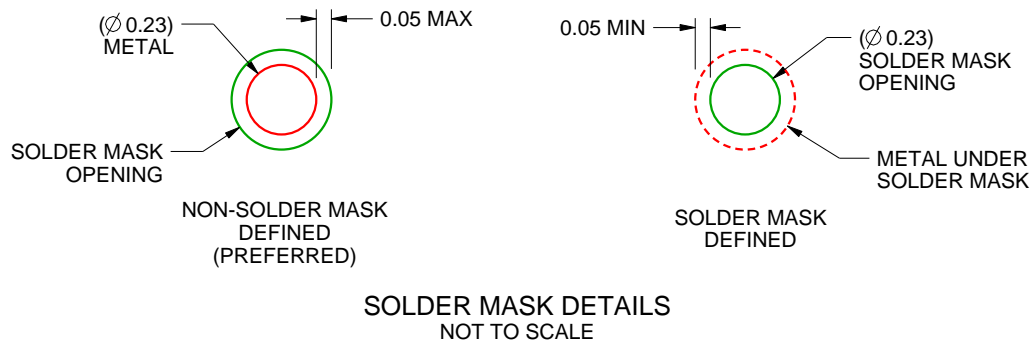 (∅ 0.23)
METAL
0.05 MAX
SOLDER MASK
OPENING
NON-SOLDER MASK
DEFINED
(PREFERRED)
0.05 MIN
(∅ 0.23)
SOLDER MASK
OPENING
METAL UNDER
SOLDER MASK
SOLDER MASK
DEFINED
SOLDER MASK DETAILS
NOT TO SCALE